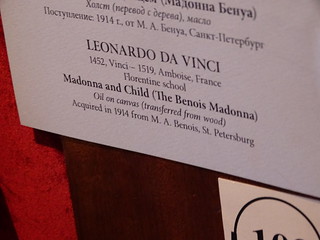 (Мадонна Бенуа)
Холст (перевод с дерева), масло
Поступление: 1914 г., от М. А. Бенуа, Санкт-Петербург
LEONARDO DA VINCI
1452, Vinci – 1519, Amboise, France
Florentine school
Madonna and Child (The Benois Madonna)
Oil on canvas (transferred from wood)
Acquired in 1914 from M. A. Benois, St. Petersburg